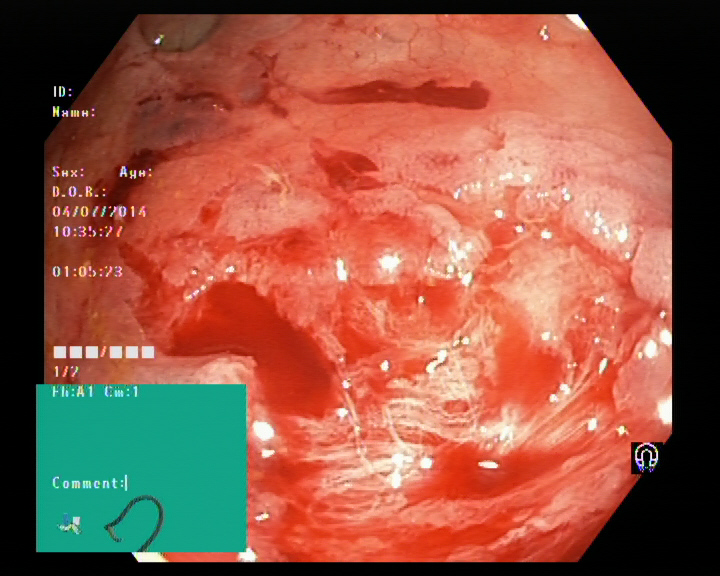 ID:
Name:
Sex: Age:
D.O.B.:
04/07/2014
10:35:27
01:05:23
1/2
Eh:A1 Cm:1
Comment: